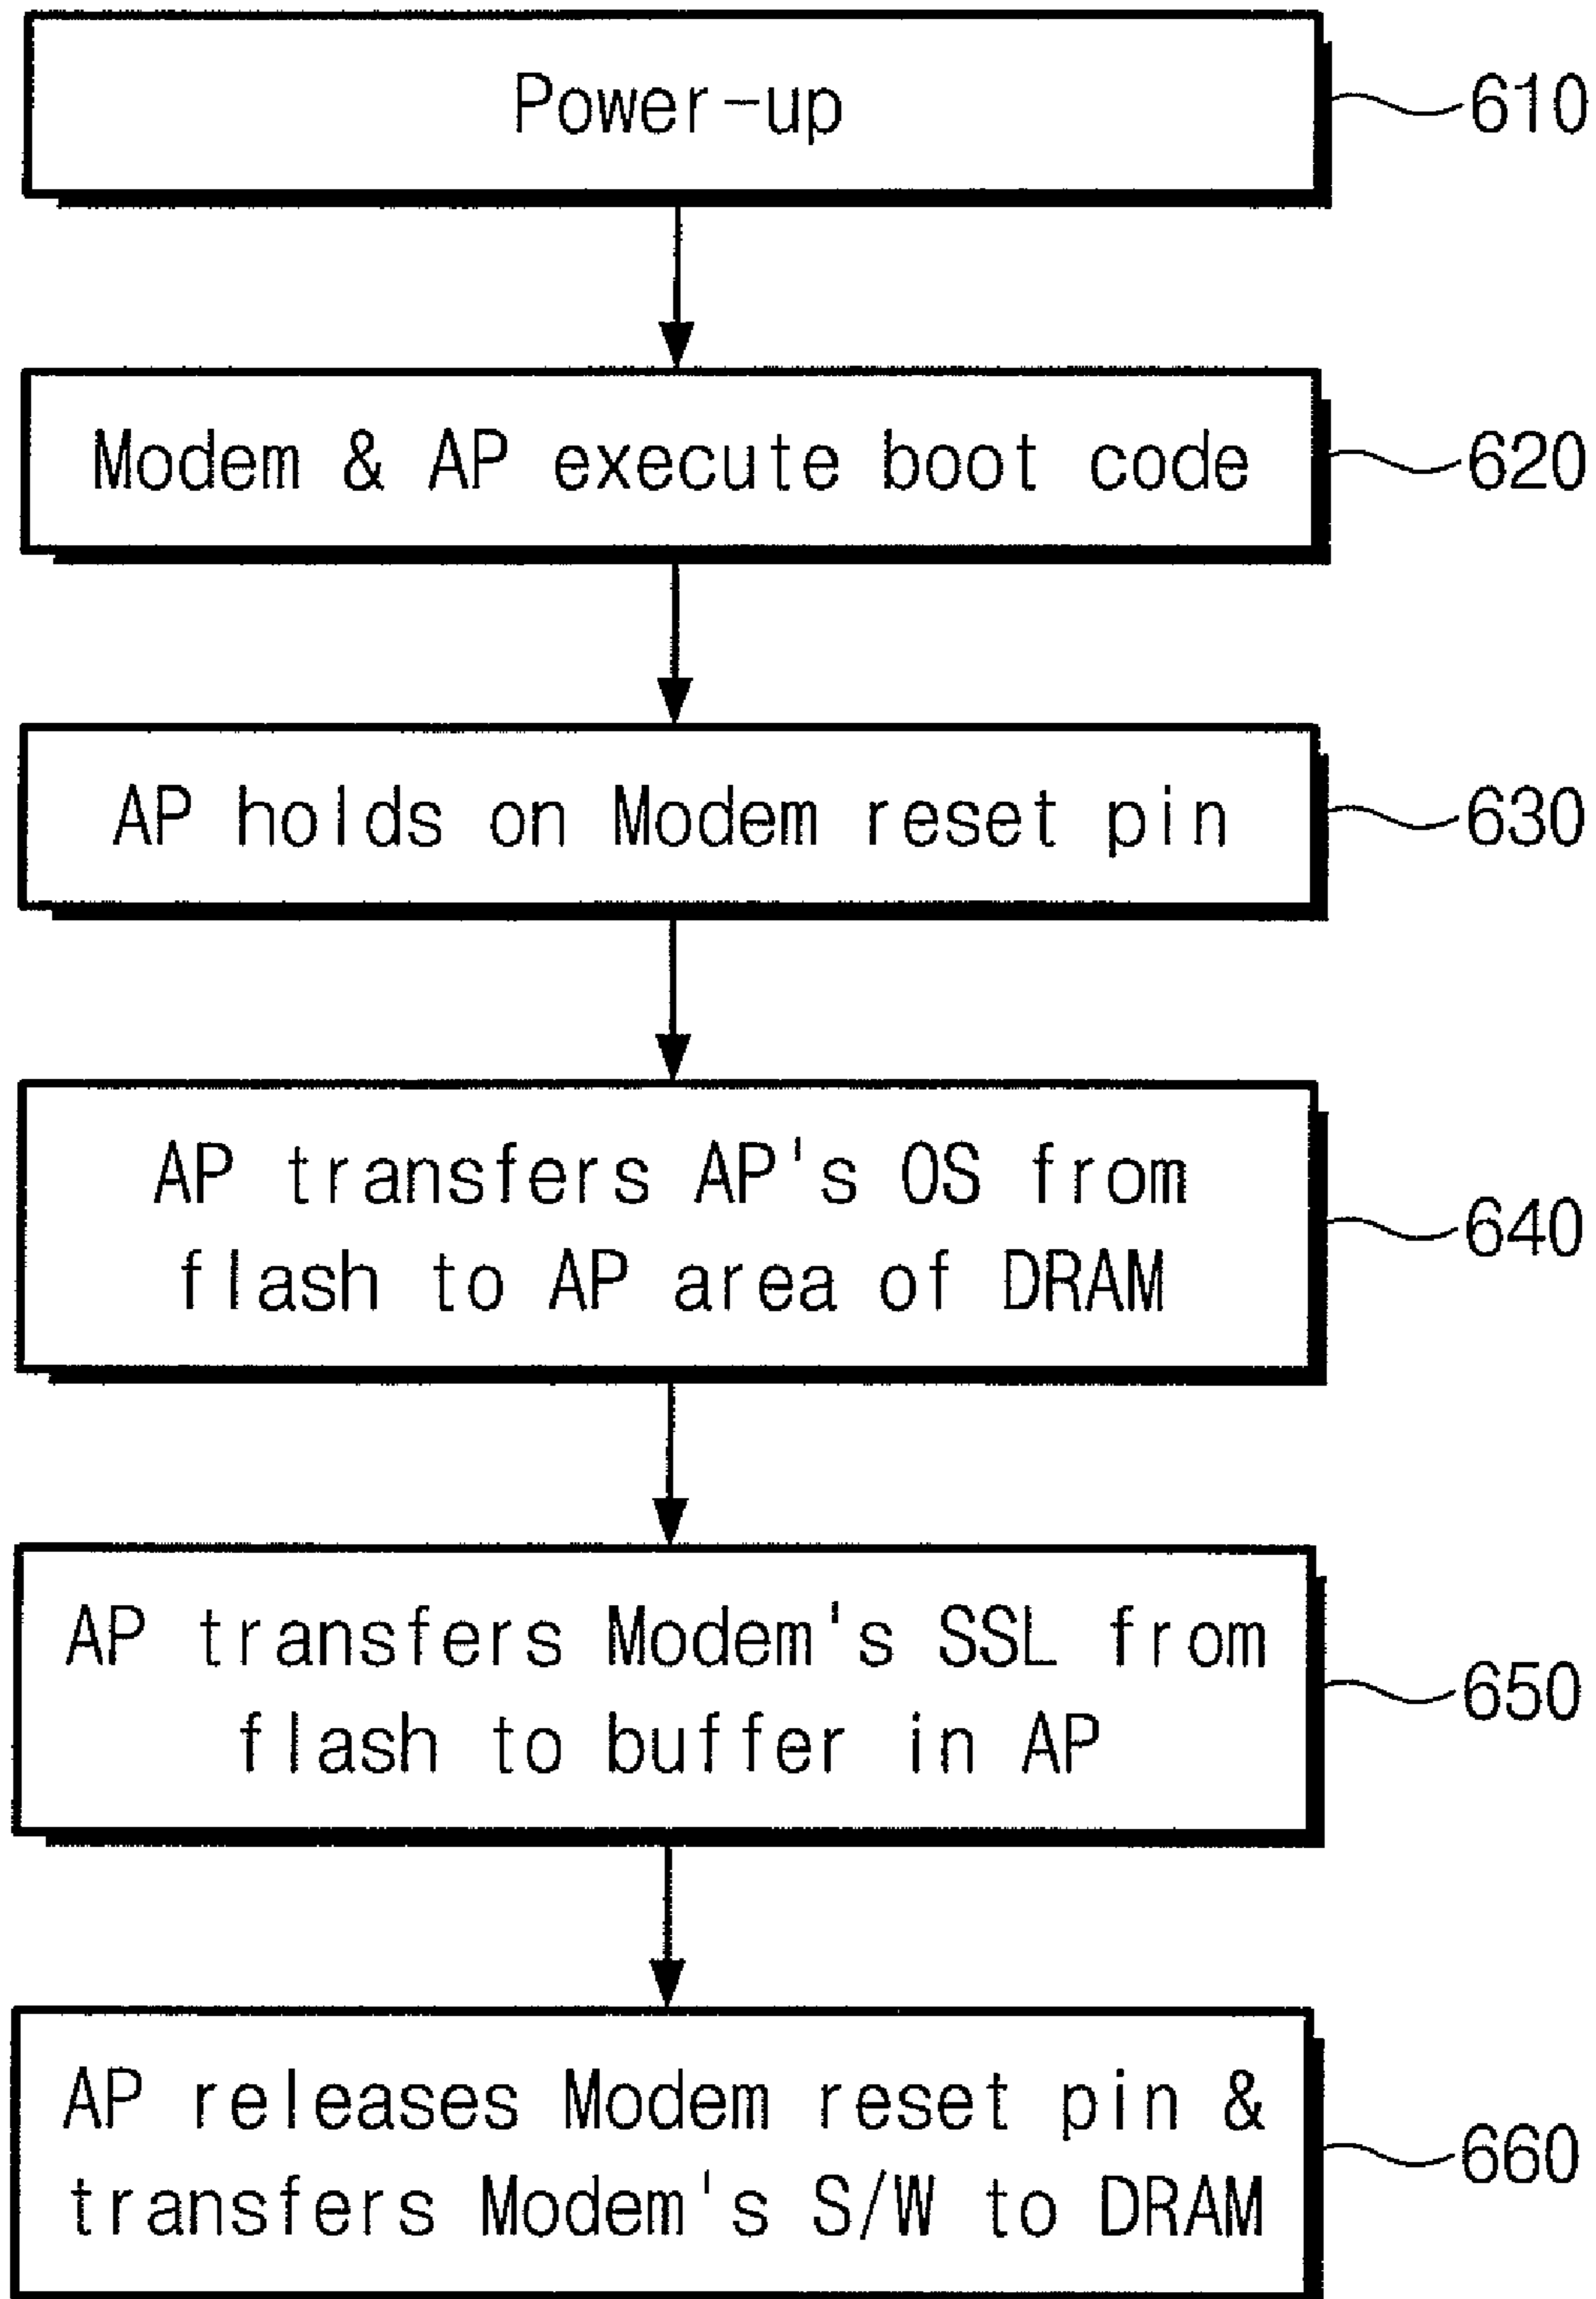 Power-up
610
Modem & AP execute boot code
620
AP holds on Modem reset pin
630
AP transfers AP's OS from
flash to AP area of DRAM
640
AP transfers Modem's SSL from
flash to buffer in AP
650
AP releases Modem reset pin &
transfers Modem's S/W to DRAM
660